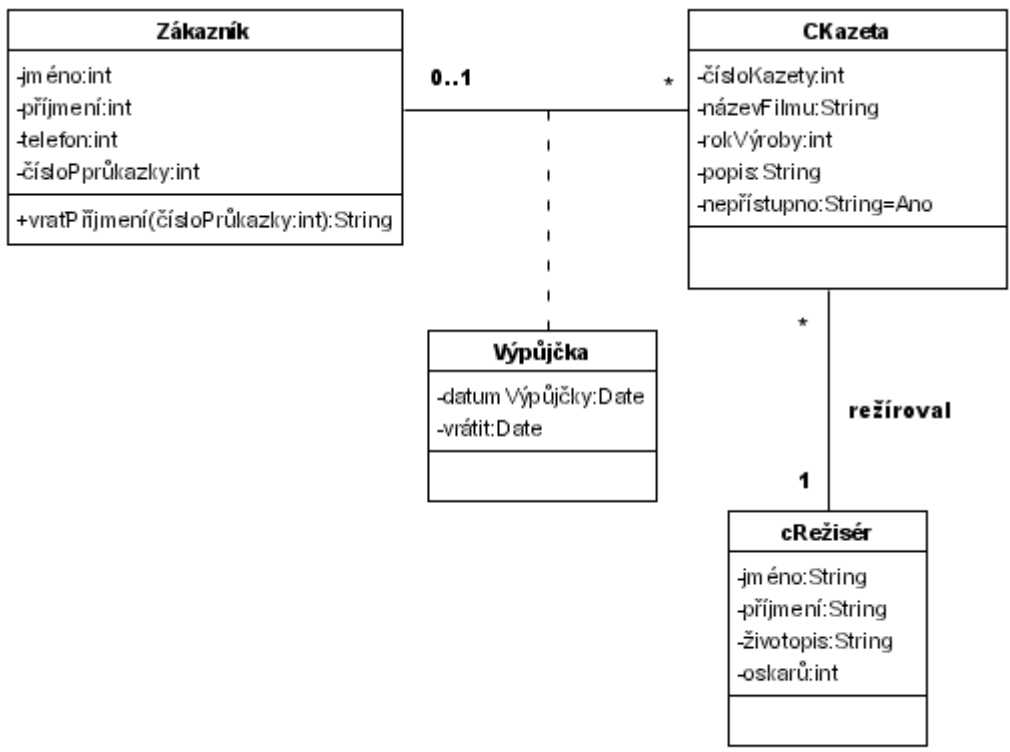 Zákazník
-jméno:int
-příjmení:int
-telefon:int
-čísloPprůkazky:int
+vratPříjmení(čísloPrůkazky:int):String
0..1
*
CKazeta
-čísloKazety:int
-názevFilmu:String
-rokVýroby:int
-popis:String
-nepřístupno:String=Ano
Výpůjčka
-datum Výpůjčky:Date
-vrátit:Date
*
režíroval
1
cRežisér
-jméno:String
-příjmení:String
-životopis:String
-oskarů:int